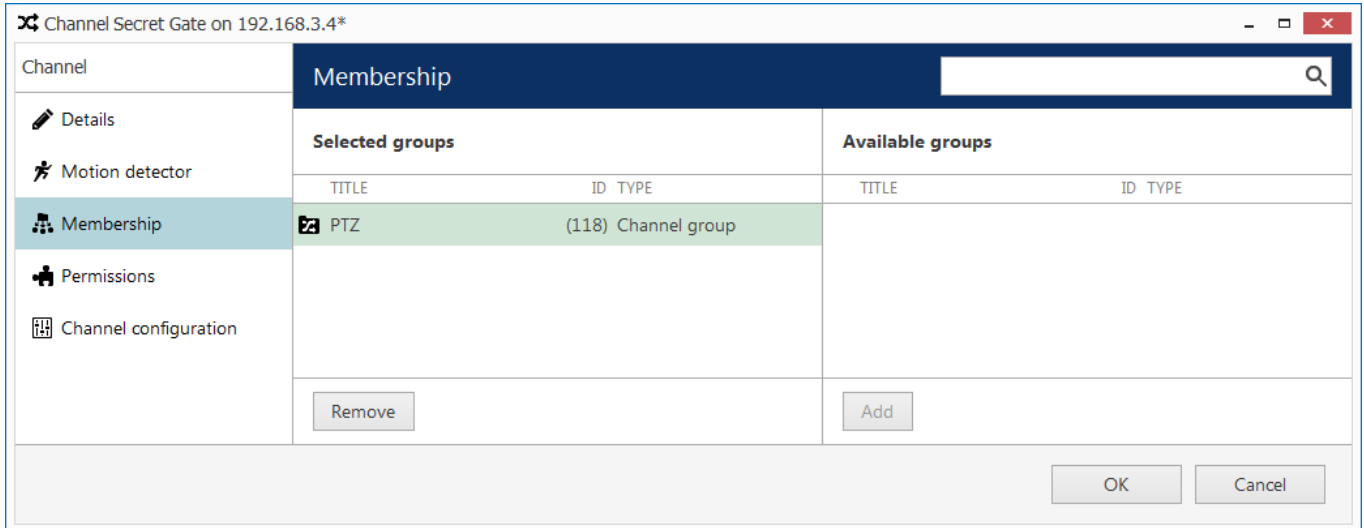 Channel Secret Gate on 192.168.3.4*
Channel
Details
Motion detector
Membership
Permissions
Channel configuration
Membership
Selected groups
TITLE ID TYPE
PTZ (118) Channel group
Remove
Available groups
TITLE ID TYPE
Add
OK Cancel